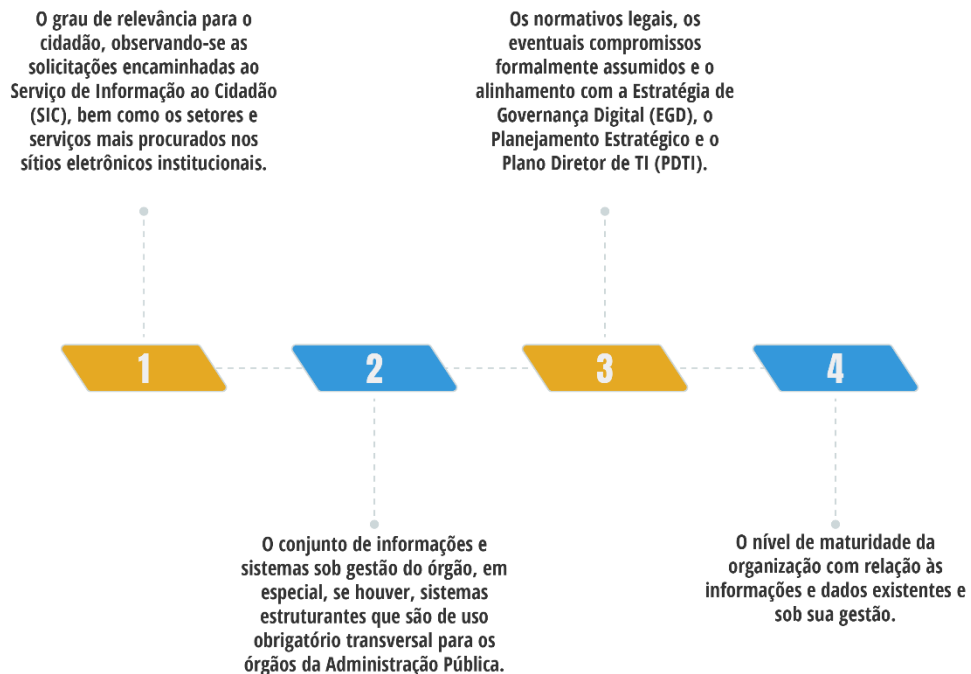 O grau de relevância para o
cidadão, observando-se as
solicitações encaminhadas ao
Serviço de Informação ao Cidadão
(SIC), bem como os setores e
serviços mais procurados nos
sítios eletrônicos institucionais.
Os normativos legais, os
eventuais compromissos
formalmente assumidos e o
alinhamento com a Estratégia de
Governança Digital (EGD), o
Planejamento Estratégico e o
Plano Diretor de TI (PDTI).
1
2
3
4
O conjunto de informações e
sistemas sob gestão do órgão, em
especial, se houver, sistemas
estruturantes que são de uso
obrigatório transversal para os
órgãos da Administração Pública.
O nível de maturidade da
organização com relação às
informações e dados existentes e
sob sua gestão.